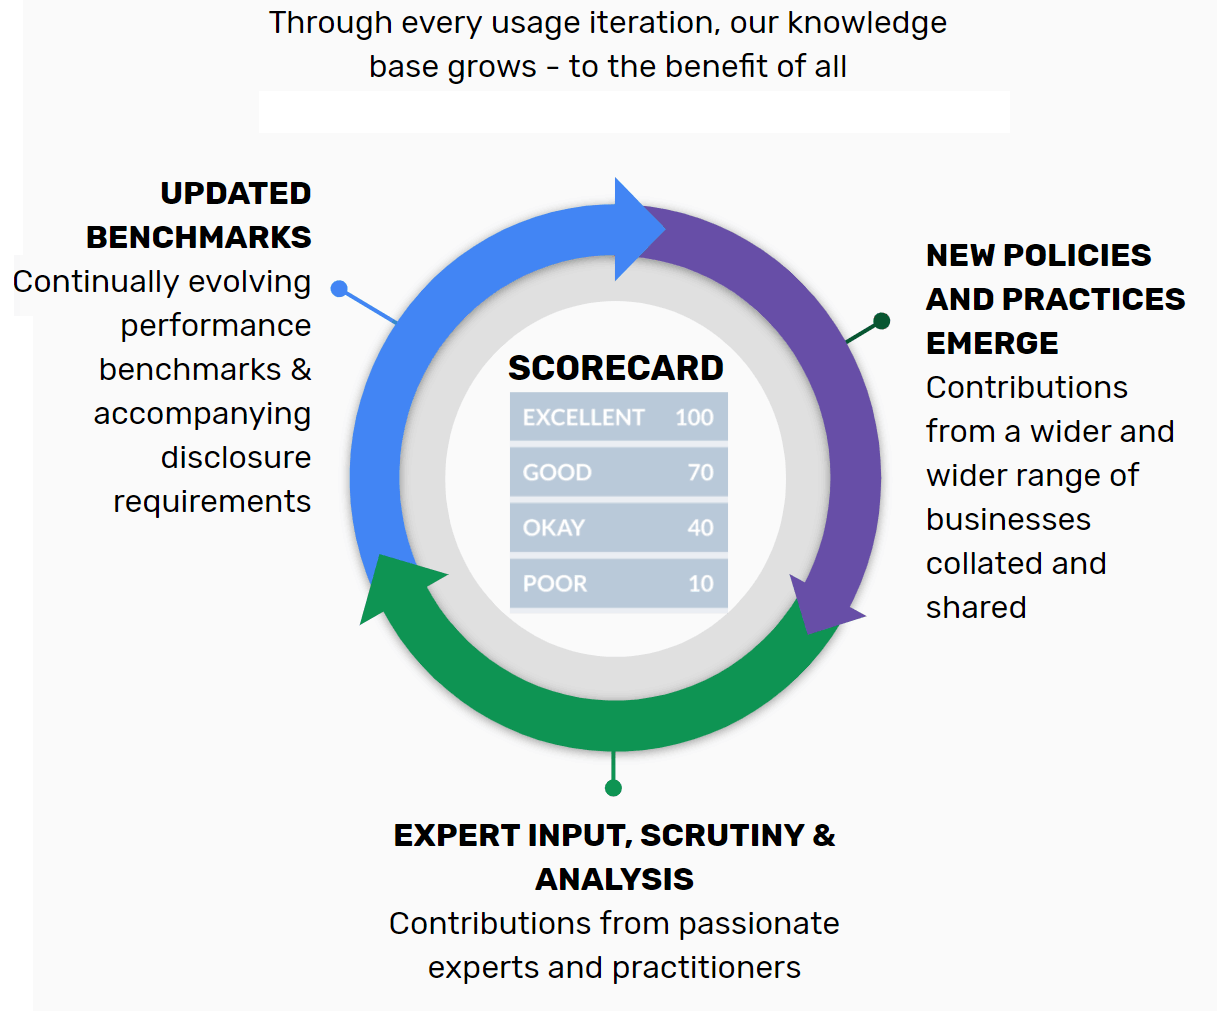 Through every usage iteration, our knowledge
base grows - to the benefit of all
UPDATED
BENCHMARKS
Continually evolving
performance
benchmarks &
accompanying
disclosure
requirements
SCORECARD
EXCELLENT 100
GOOD 70
OKAY 40
POOR 10
NEW POLICIES
AND PRACTICES
EMERGE
Contributions
from a wider and
wider range of
businesses
collated and
shared
EXPERT INPUT, SCRUTINY &
ANALYSIS
Contributions from passionate
experts and practitioners